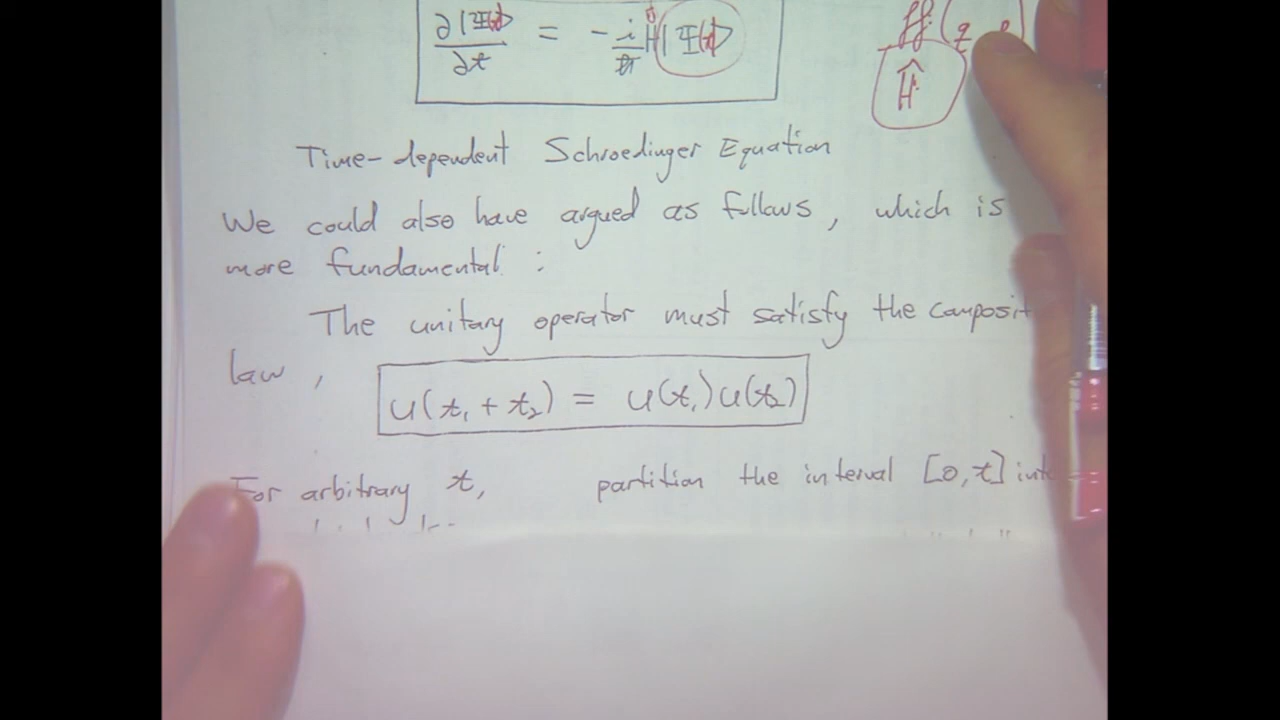 ∂|Ψ(t)⟩/∂t = -i/ħ Ĥ|Ψ(t)⟩
Ĥ
Time-dependent Schroedinger Equation
We could also have argued as follows, which is
more fundamental :
The unitary operator must satisfy the composit
law ,
U(t₁ + t₂) = U(t₁)U(t₂)
For arbitrary t, partition the interval [0,t] into